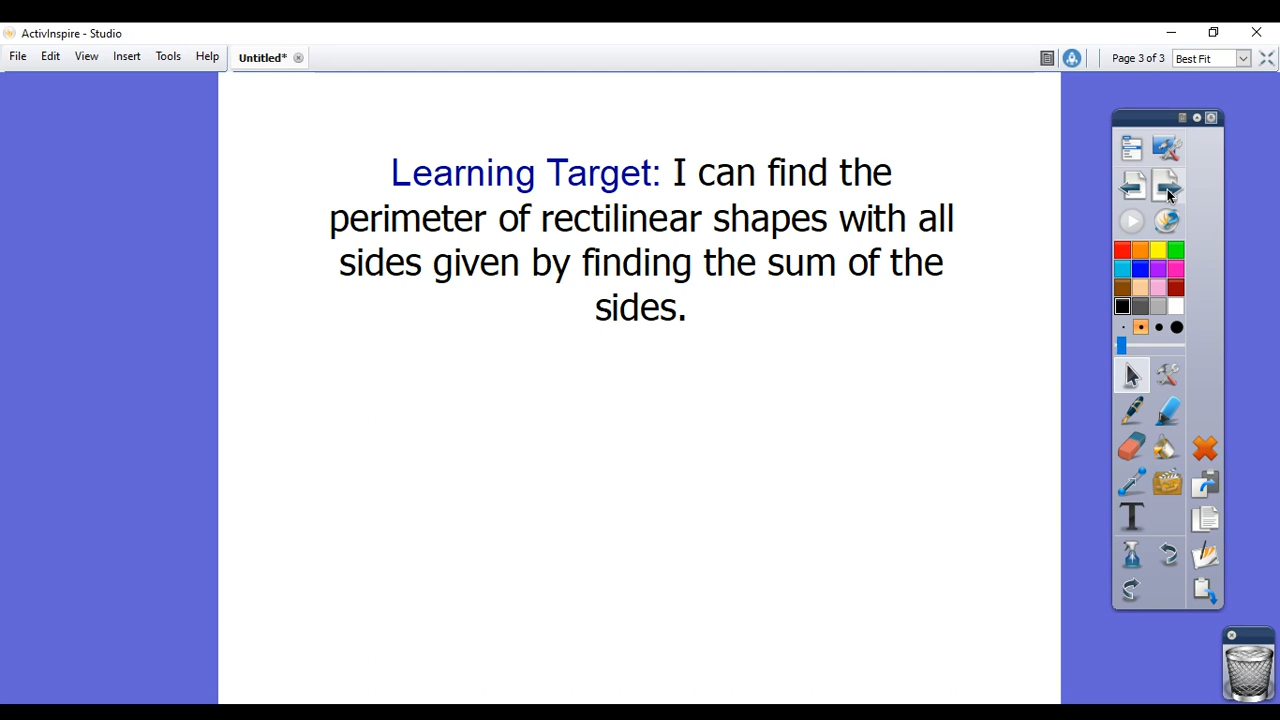 ActivInspire - Studio
File Edit View Insert Tools Help Untitled* Page 3 of 3 Best Fit
Learning Target: I can find the
perimeter of rectilinear shapes with all
sides given by finding the sum of the
sides.